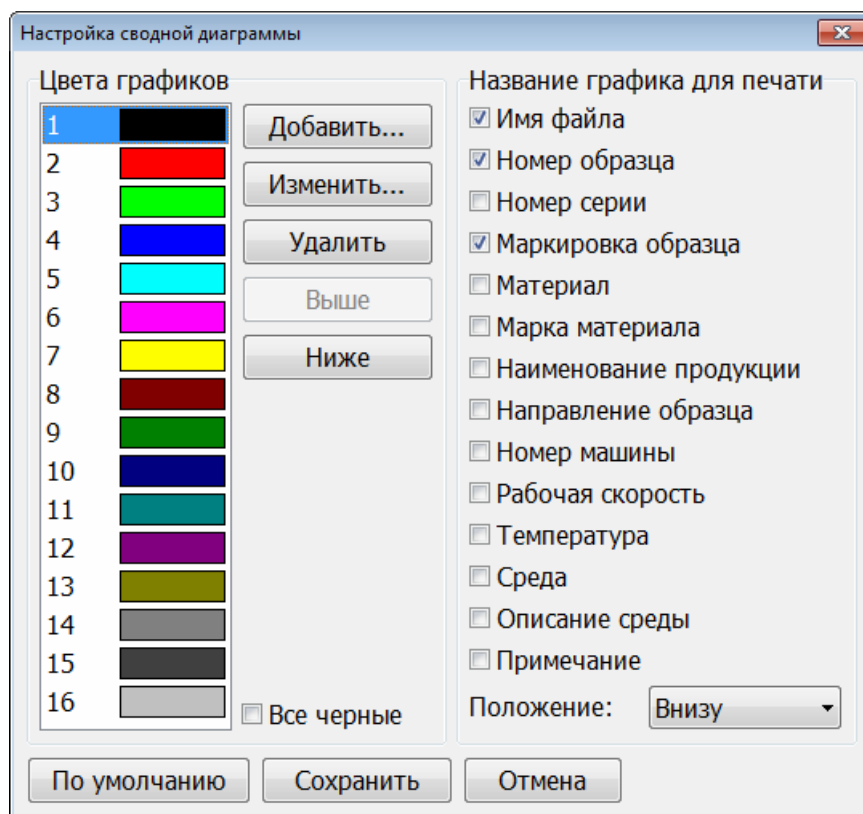 Настройка сводной диаграммы
Цвета графиков
1
2
3
4
5
6
7
8
9
10
11
12
13
14
15
16
Добавить...
Изменить...
Удалить
Выше
Ниже
Все черные
Название графика для печати
Имя файла
Номер образца
Номер серии
Маркировка образца
Материал
Марка материала
Наименование продукции
Направление образца
Номер машины
Рабочая скорость
Температура
Среда
Описание среды
Примечание
Положение: Внизу
По умолчанию Сохранить Отмена